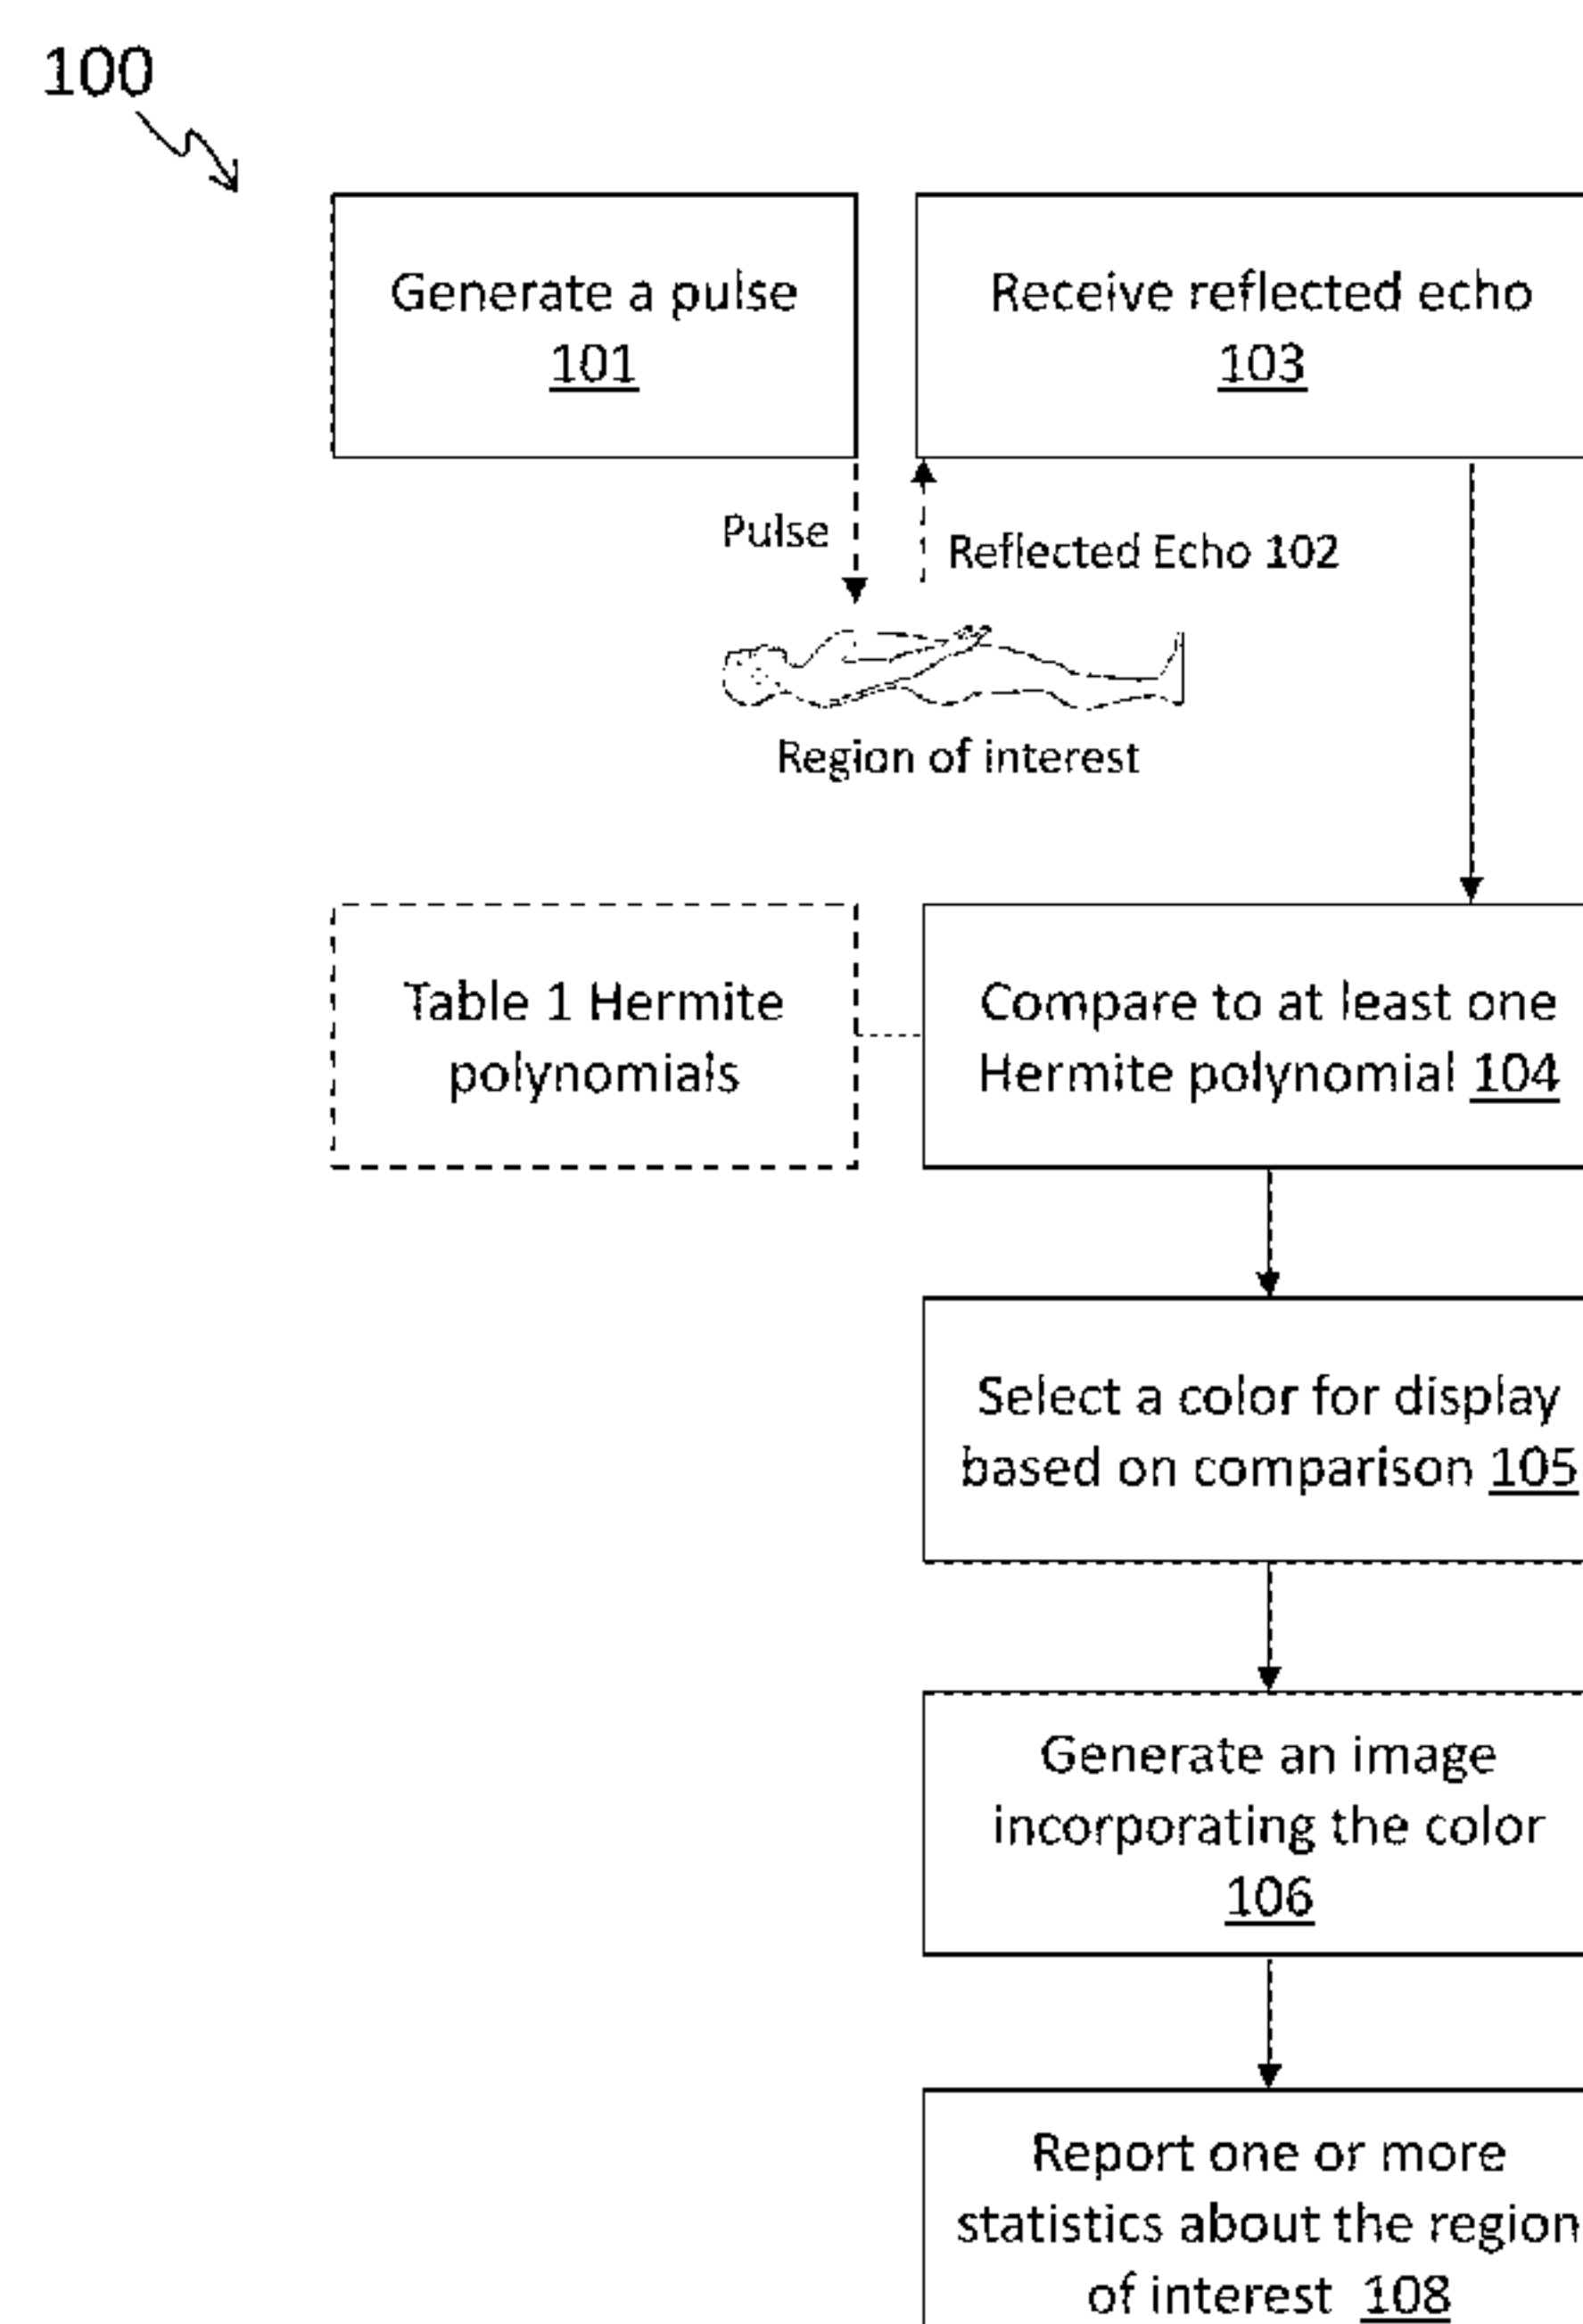 100
Generate a pulse
101
Receive reflected echo
103
Pulse
Reflected Echo 102
Region of interest
Table 1 Hermite
polynomials
Compare to at least one
Hermite polynomial 104
Select a color for display
based on comparison 105
Generate an image
incorporating the color
106
Report one or more
statistics about the region
of interest 108